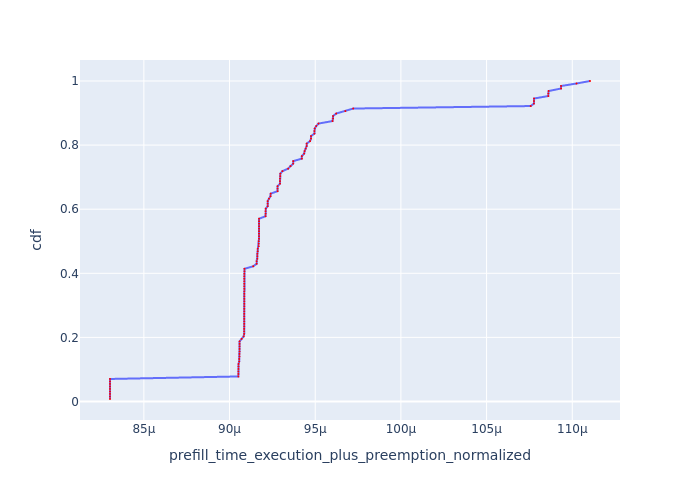 cdf
1
0.8
0.6
0.4
0.2
0
85μ 90μ 95μ 100μ 105μ 110μ
prefill_time_execution_plus_preemption_normalized